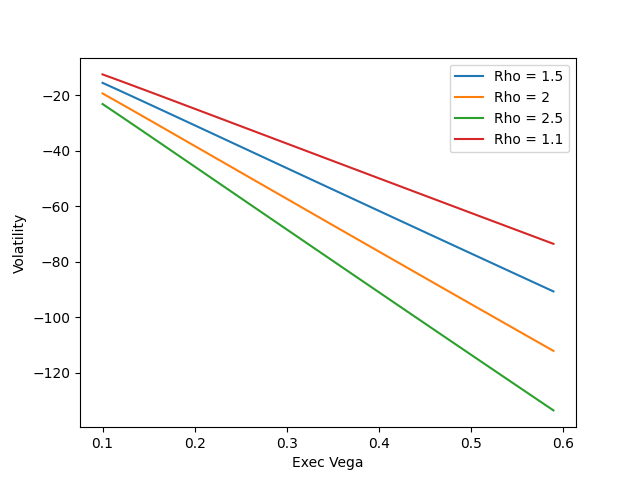 Rho = 1.5
Rho = 2
Rho = 2.5
Rho = 1.1
−20
−40
−60
−80
−100
−120
Volatility
0.1 0.2 0.3 0.4 0.5 0.6
Exec Vega